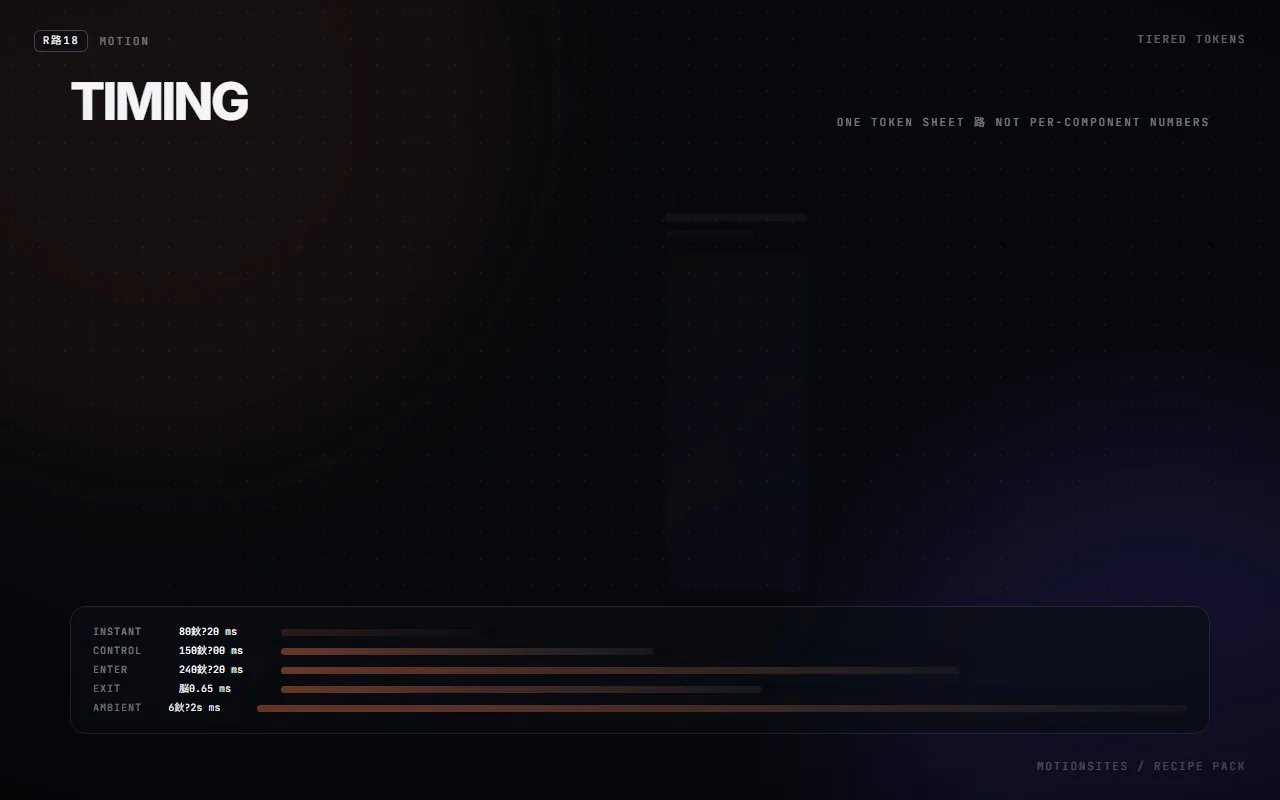 R路18 MOTION
TIERED TOKENS
TIMING
ONE TOKEN SHEET 路 NOT PER-COMPONENT NUMBERS
INSTANT 80鈥?20 ms
CONTROL 150鈥?00 ms
ENTER 240鈥?20 ms
EXIT 脳0.65 ms
AMBIENT 6鈥?2s ms
MOTIONSITES / RECIPE PACK